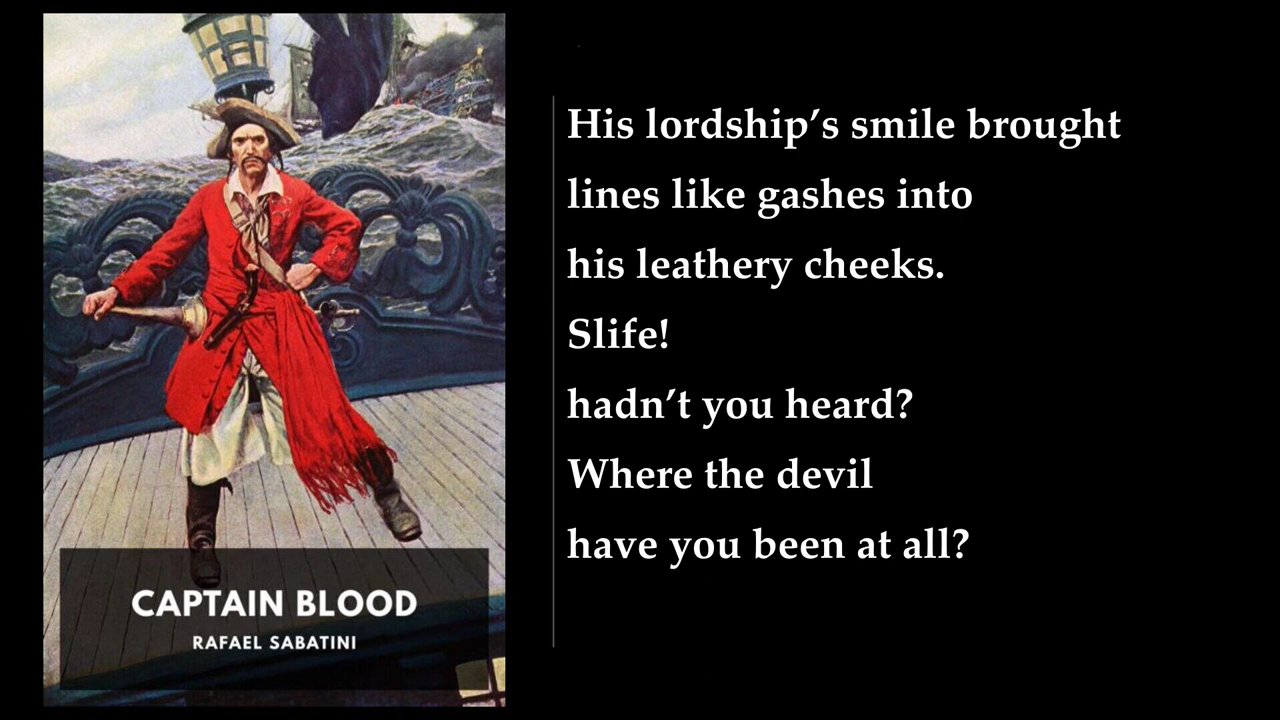 CAPTAIN BLOOD
RAFAEL SABATINI
His lordship’s smile brought
lines like gashes into
his leathery cheeks.
Slife!
hadn’t you heard?
Where the devil
have you been at all?